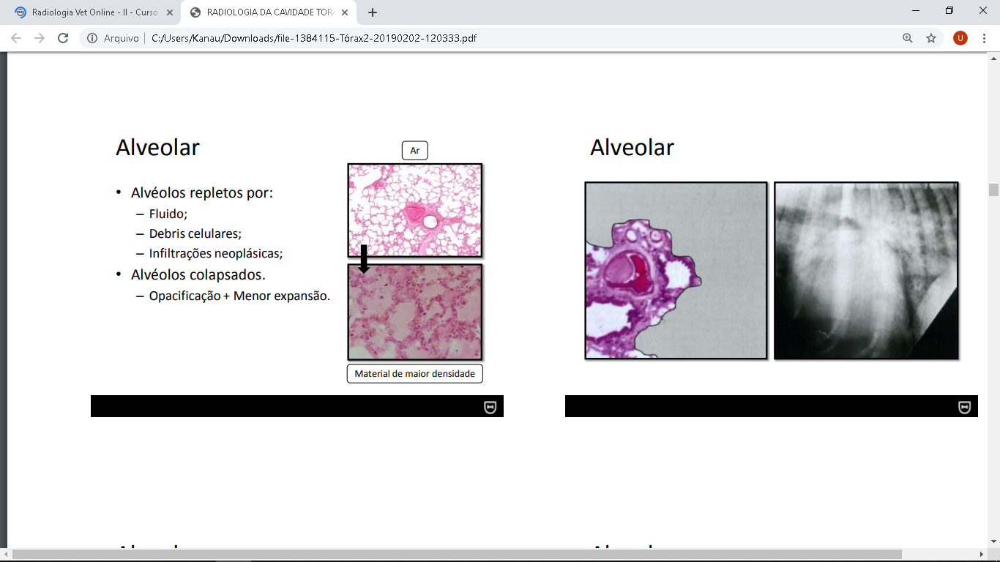 Radiologia Vet Online - II - Curso
RADIOLOGIA DA CAVIDADE TOR
Arquivo
C:/Users/Kanau/Downloads/file-1384115-Tórax2-20190202-120333.pdf
U
Alveolar
Ar
• Alvéolos repletos por:
– Fluido;
– Debris celulares;
– Infiltrações neoplásicas;
• Alvéolos colapsados.
– Opacificação + Menor expansão.
Material de maior densidade
Alveolar